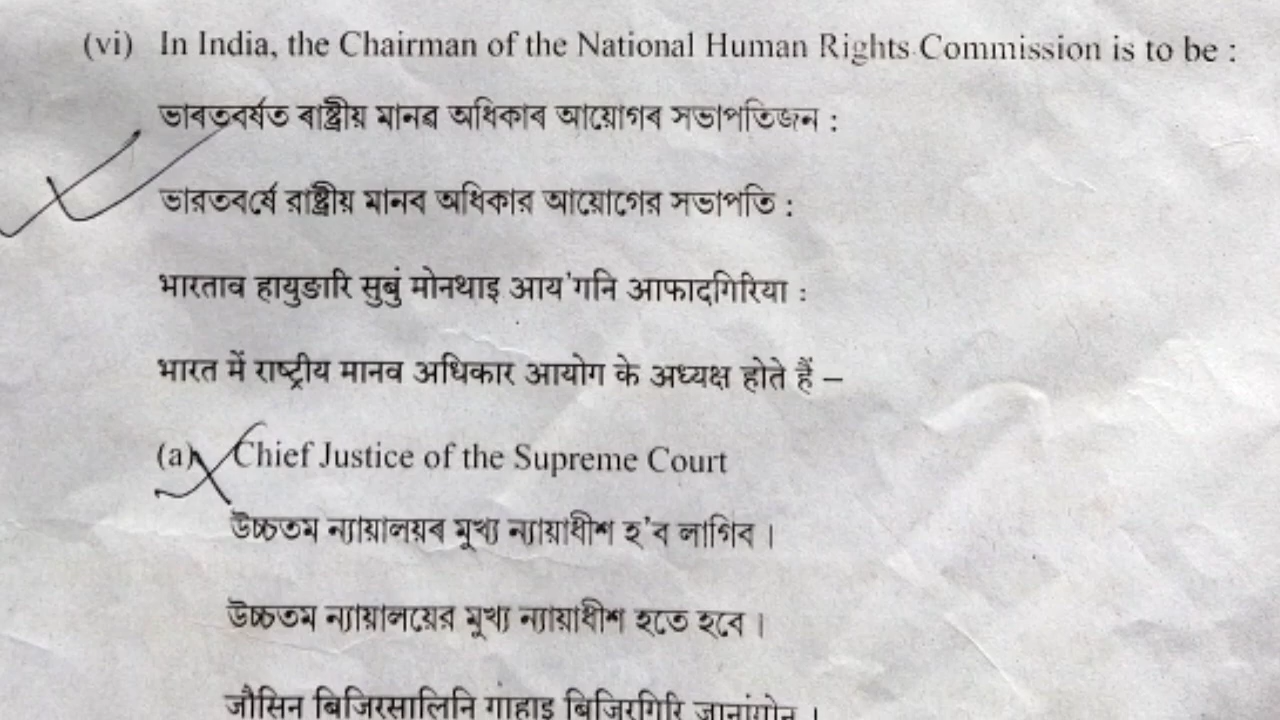 (vi) In India, the Chairman of the National Human Rights Commission is to be :
ভাৰতবৰ্ষত ৰাষ্ট্ৰীয় মানৱ অধিকাৰ আয়োগৰ সভাপতিজন :
ভারতবর্ষে রাষ্ট্রীয় মানব অধিকার আয়োগের সভাপতি :
भारताव हायुङारि सुबुं मोनथाइ आय'गनि आफादगिरिया :
भारत में राष्ट्रीय मानव अधिकार आयोग के अध्यक्ष होते हैं –
(a) Chief Justice of the Supreme Court
উচ্চতম ন্যায়ালয়ৰ মুখ্য ন্যায়াধীশ হ'ব লাগিব ।
উচ্চতম ন্যায়ালয়ের মুখ্য ন্যায়াধীশ হতে হবে ।
जौसिन बिजिरसालिनि गाहाइ बिजिरगिरि जानांगोन ।